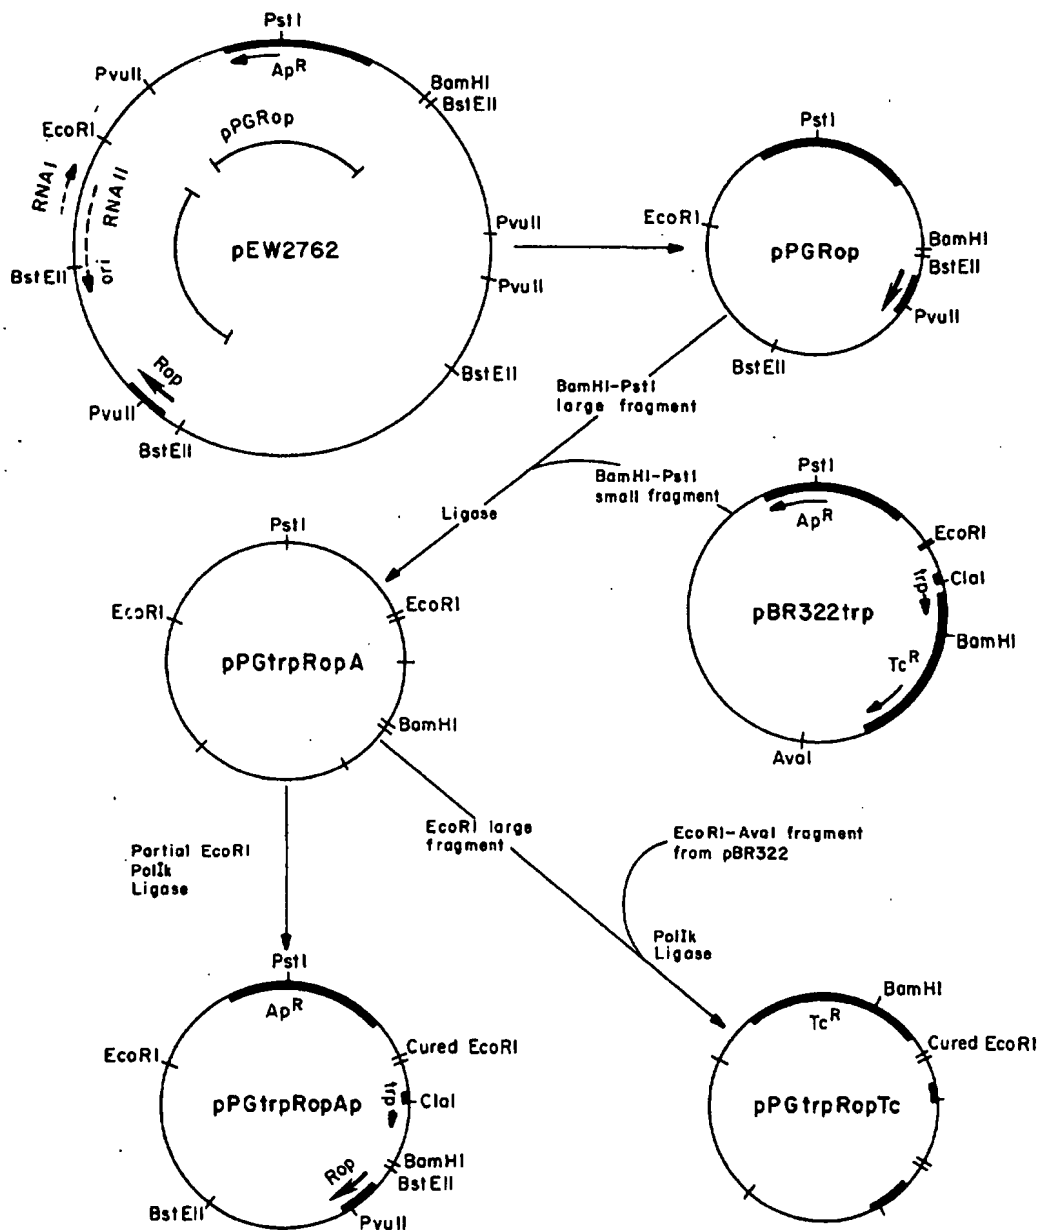 PstI
ApR
PvuII
BamHI
BstEII
EcoRI
pPGRop
RNAI
RNAII
pEW2762
PvuII
BstEII
ori
PvuII
Rop
BstEII
PvuII
BstEII
PstI
EcoRI
pPGRop
BamHI
BstEII
PvuII
BstEII
BamHI-PstI
large fragment
BamHI-PstI
small fragment
Ligase
PstI
ApR
EcoRI
trp
ClaI
pBR322trp
BamHI
TcR
AvaI
PstI
EcoRI
EcoRI
pPGtrpRopA
BamHI
Partial EcoRI
PolIk
Ligase
EcoRI large
fragment
EcoRI-AvaI fragment
from pBR322
PolIk
Ligase
PstI
ApR
Cured EcoRI
EcoRI
trp
pPGtrpRopAp
ClaI
BamHI
BstEII
Rop
BstEII
PvuII
BamHI
TcR
Cured EcoRI
pPGtrpRopTc